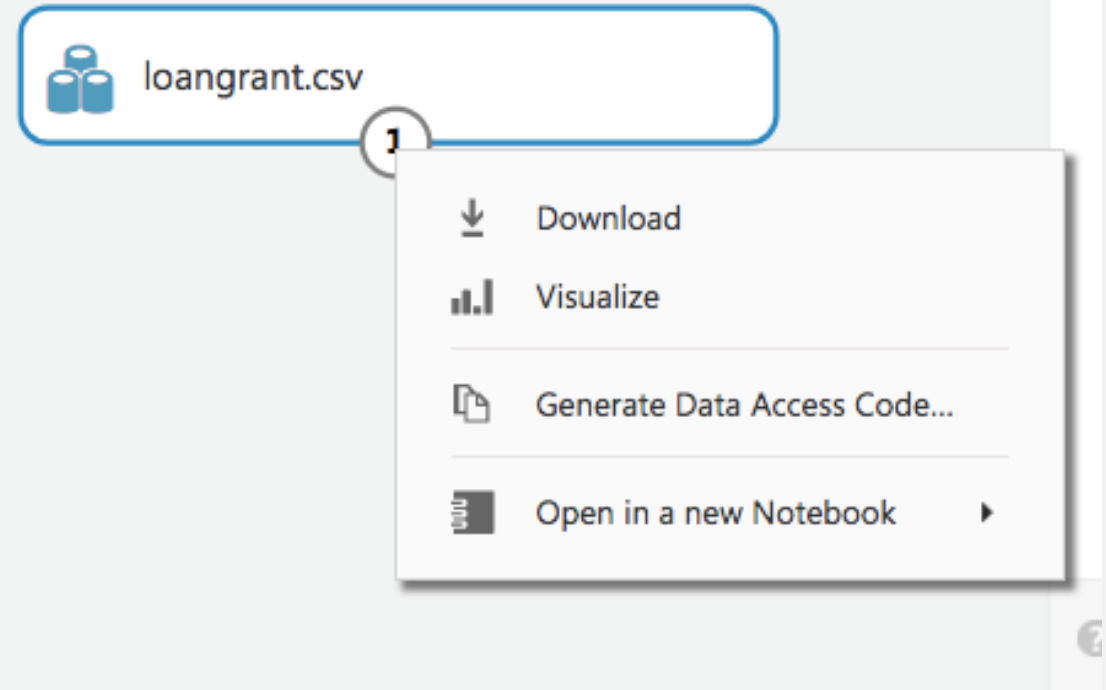 loangrant.csv
1
Download
Visualize
Generate Data Access Code...
Open in a new Notebook
?